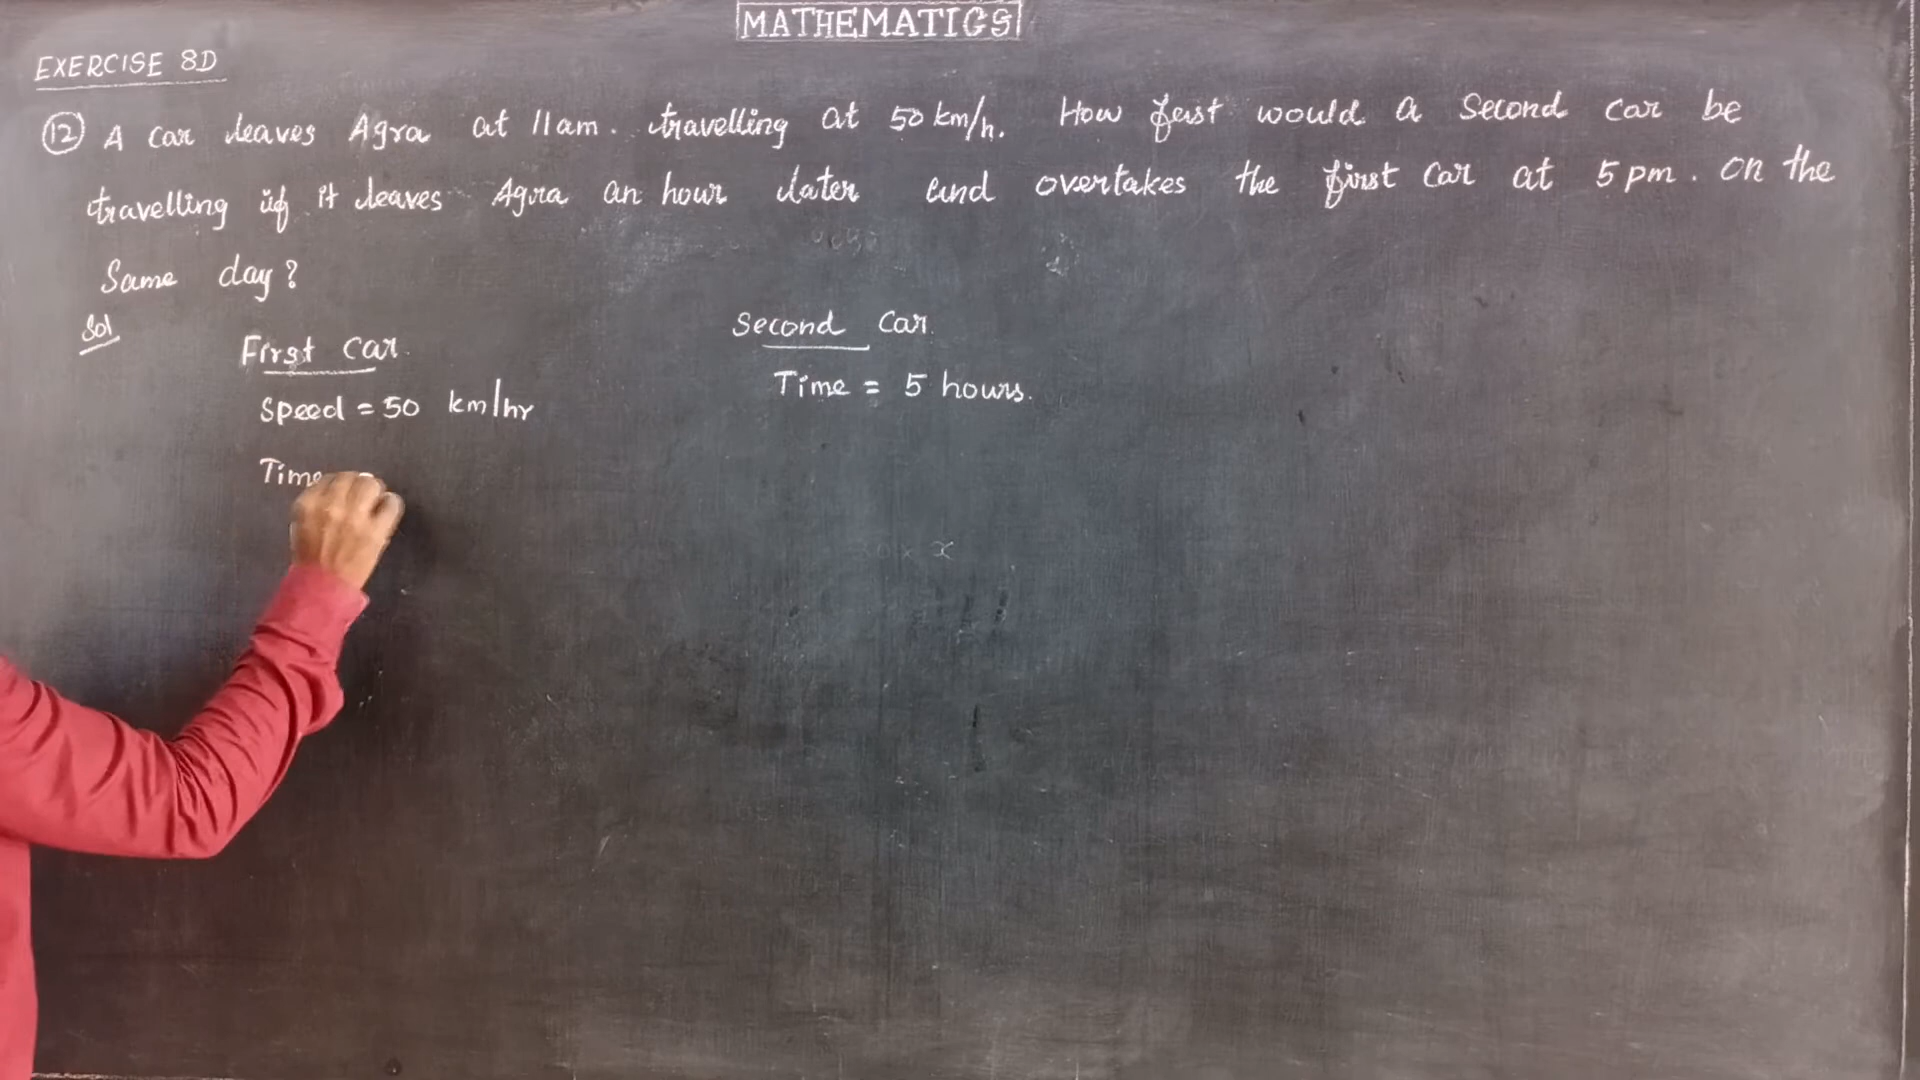 MATHEMATICS
EXERCISE 8D
(12) A car leaves Agra at 11 am. travelling at 50 km/h. How fast would a second car be
travelling if it leaves Agra an hour later and overtakes the first car at 5 pm. on the
Same day?
Sol
First car.
Second Car.
Speed = 50 km/hr
Time = 5 hours.
Time
x